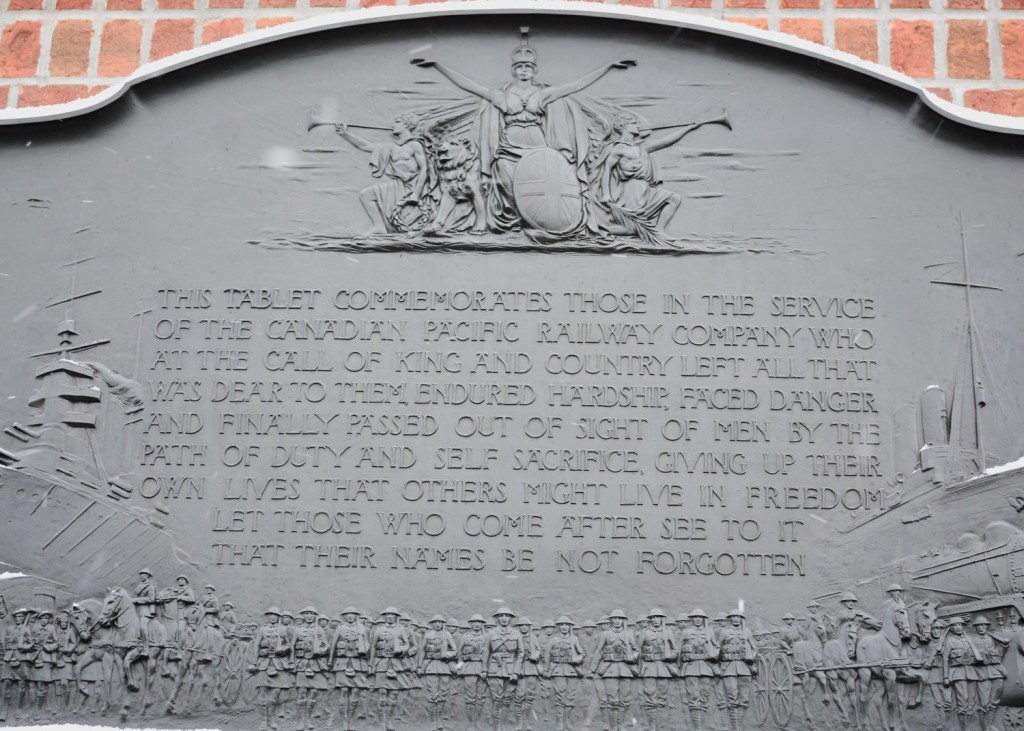 THIS TABLET COMMEMORATES THOSE IN THE SERVICE
OF THE CANADIAN PACIFIC RAILWAY COMPANY WHO
AT THE CALL OF KING AND COUNTRY LEFT ALL THAT
WAS DEAR TO THEM, ENDURED HARDSHIP, FACED DANGER
AND FINALLY PASSED OUT OF SIGHT OF MEN BY THE
PATH OF DUTY AND SELF SACRIFICE, GIVING UP THEIR
OWN LIVES THAT OTHERS MIGHT LIVE IN FREEDOM
LET THOSE WHO COME AFTER SEE TO IT
THAT THEIR NAMES BE NOT FORGOTTEN